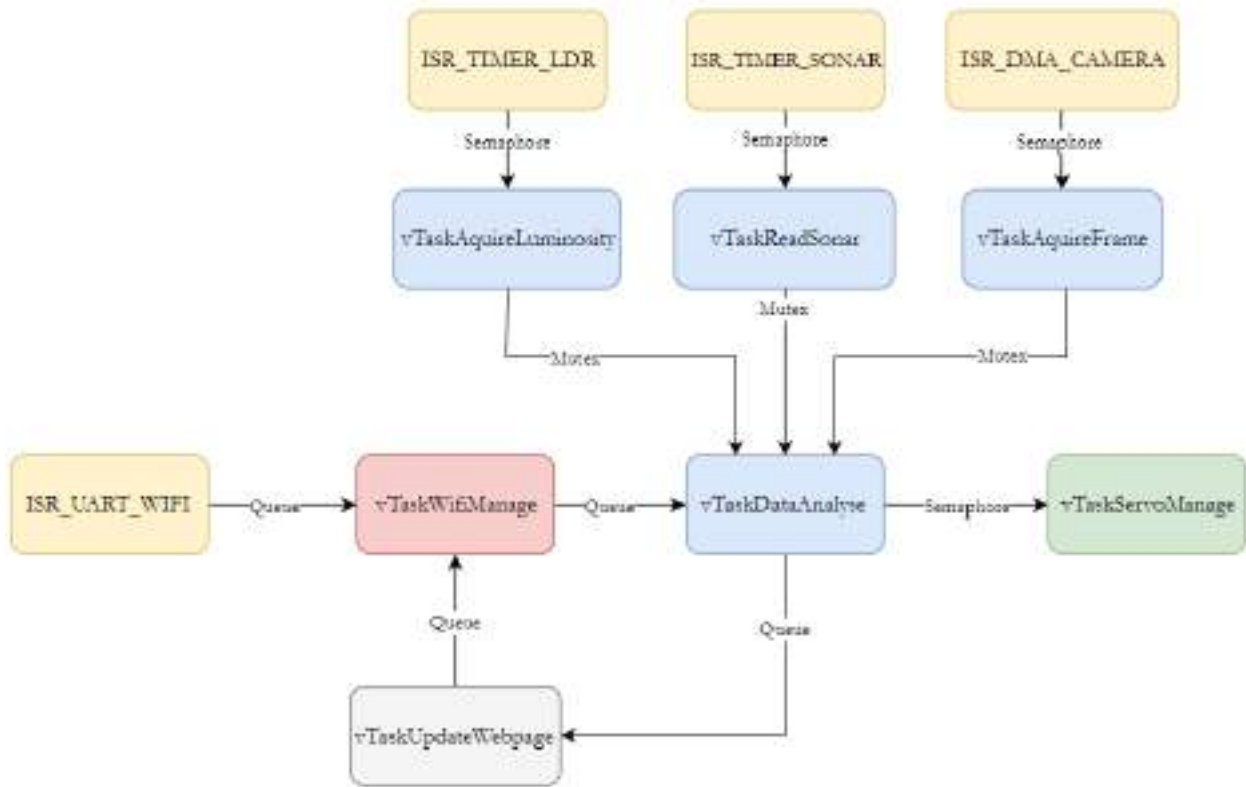 ISR_TIMER_LDR
ISR_TIMER_SONAR
ISR_DMA_CAMERA
Semaphore
Semaphore
Semaphore
vTaskAquireLuminosity
vTaskReadSonar
vTaskAquireFrame
Mutex
Mutex
Mutex
ISR_UART_WIFI
Queue
vTaskWifiManage
Queue
vTaskDataAnalyse
Semaphore
vTaskServoManage
Queue
Queue
vTaskUpdateWebpage